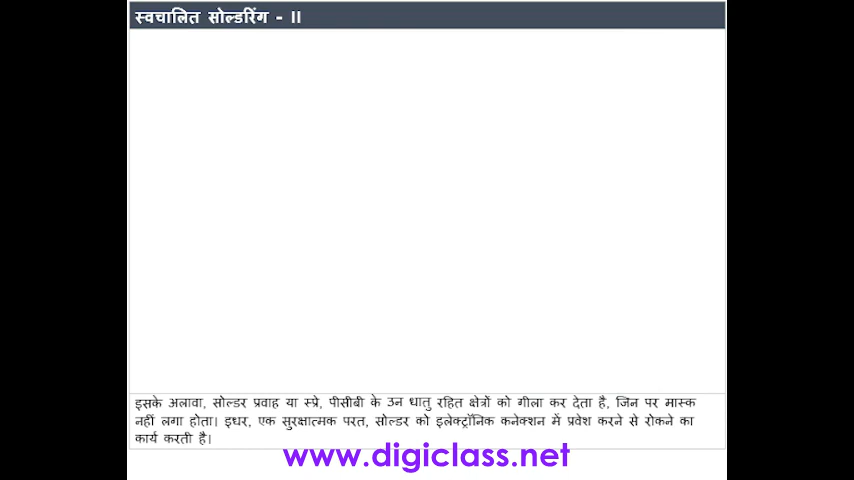 स्वचालित सोल्डरिंग - II
इसके अलावा, सोल्डर प्रवाह या स्प्रे, पीसीबी के उन धातु रहित क्षेत्रों को गीला कर देता है, जिन पर मास्क
नहीं लगा होता। इधर, एक सुरक्षात्मक परत, सोल्डर को इलेक्ट्रॉनिक कनेक्शन में प्रवेश करने से रोकने का
कार्य करती है।
www.digiclass.net